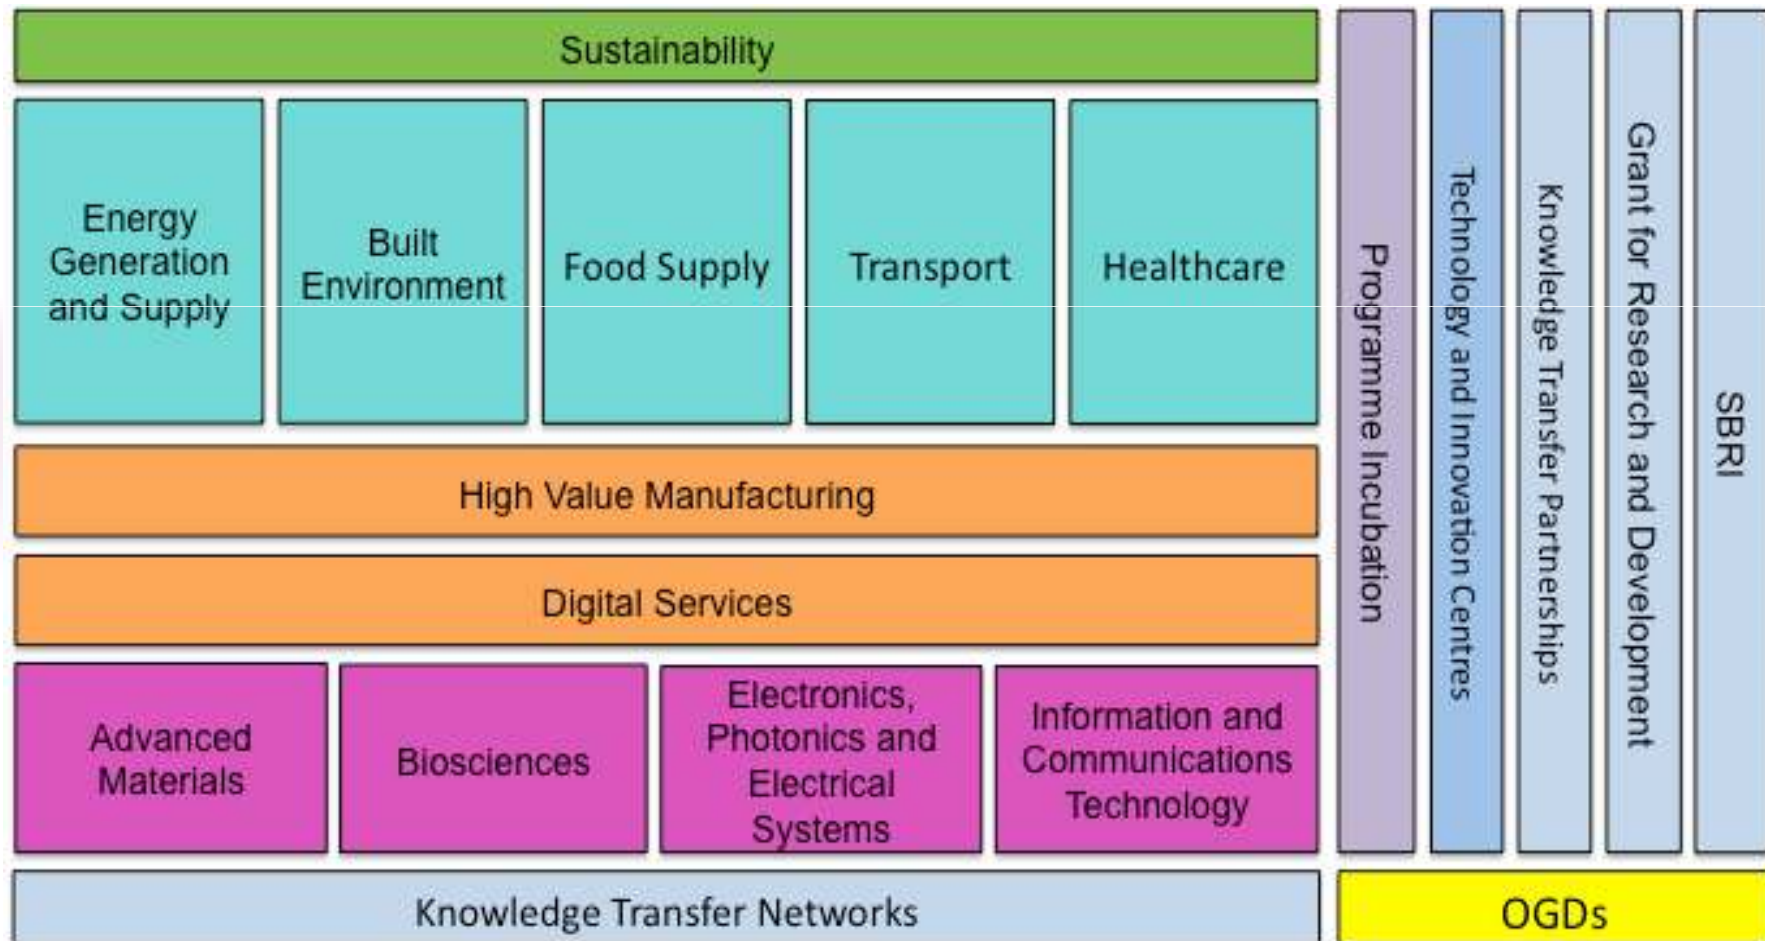 Sustainability
Energy
Generation
and Supply
Built
Environment
Food Supply
Transport
Healthcare
High Value Manufacturing
Digital Services
Advanced
Materials
Biosciences
Electronics,
Photonics and
Electrical
Systems
Information and
Communications
Technology
Knowledge Transfer Networks
Programme Incubation
Technology and Innovation Centres
Knowledge Transfer Partnerships
Grant for Research and Development
SBRI
OGDs